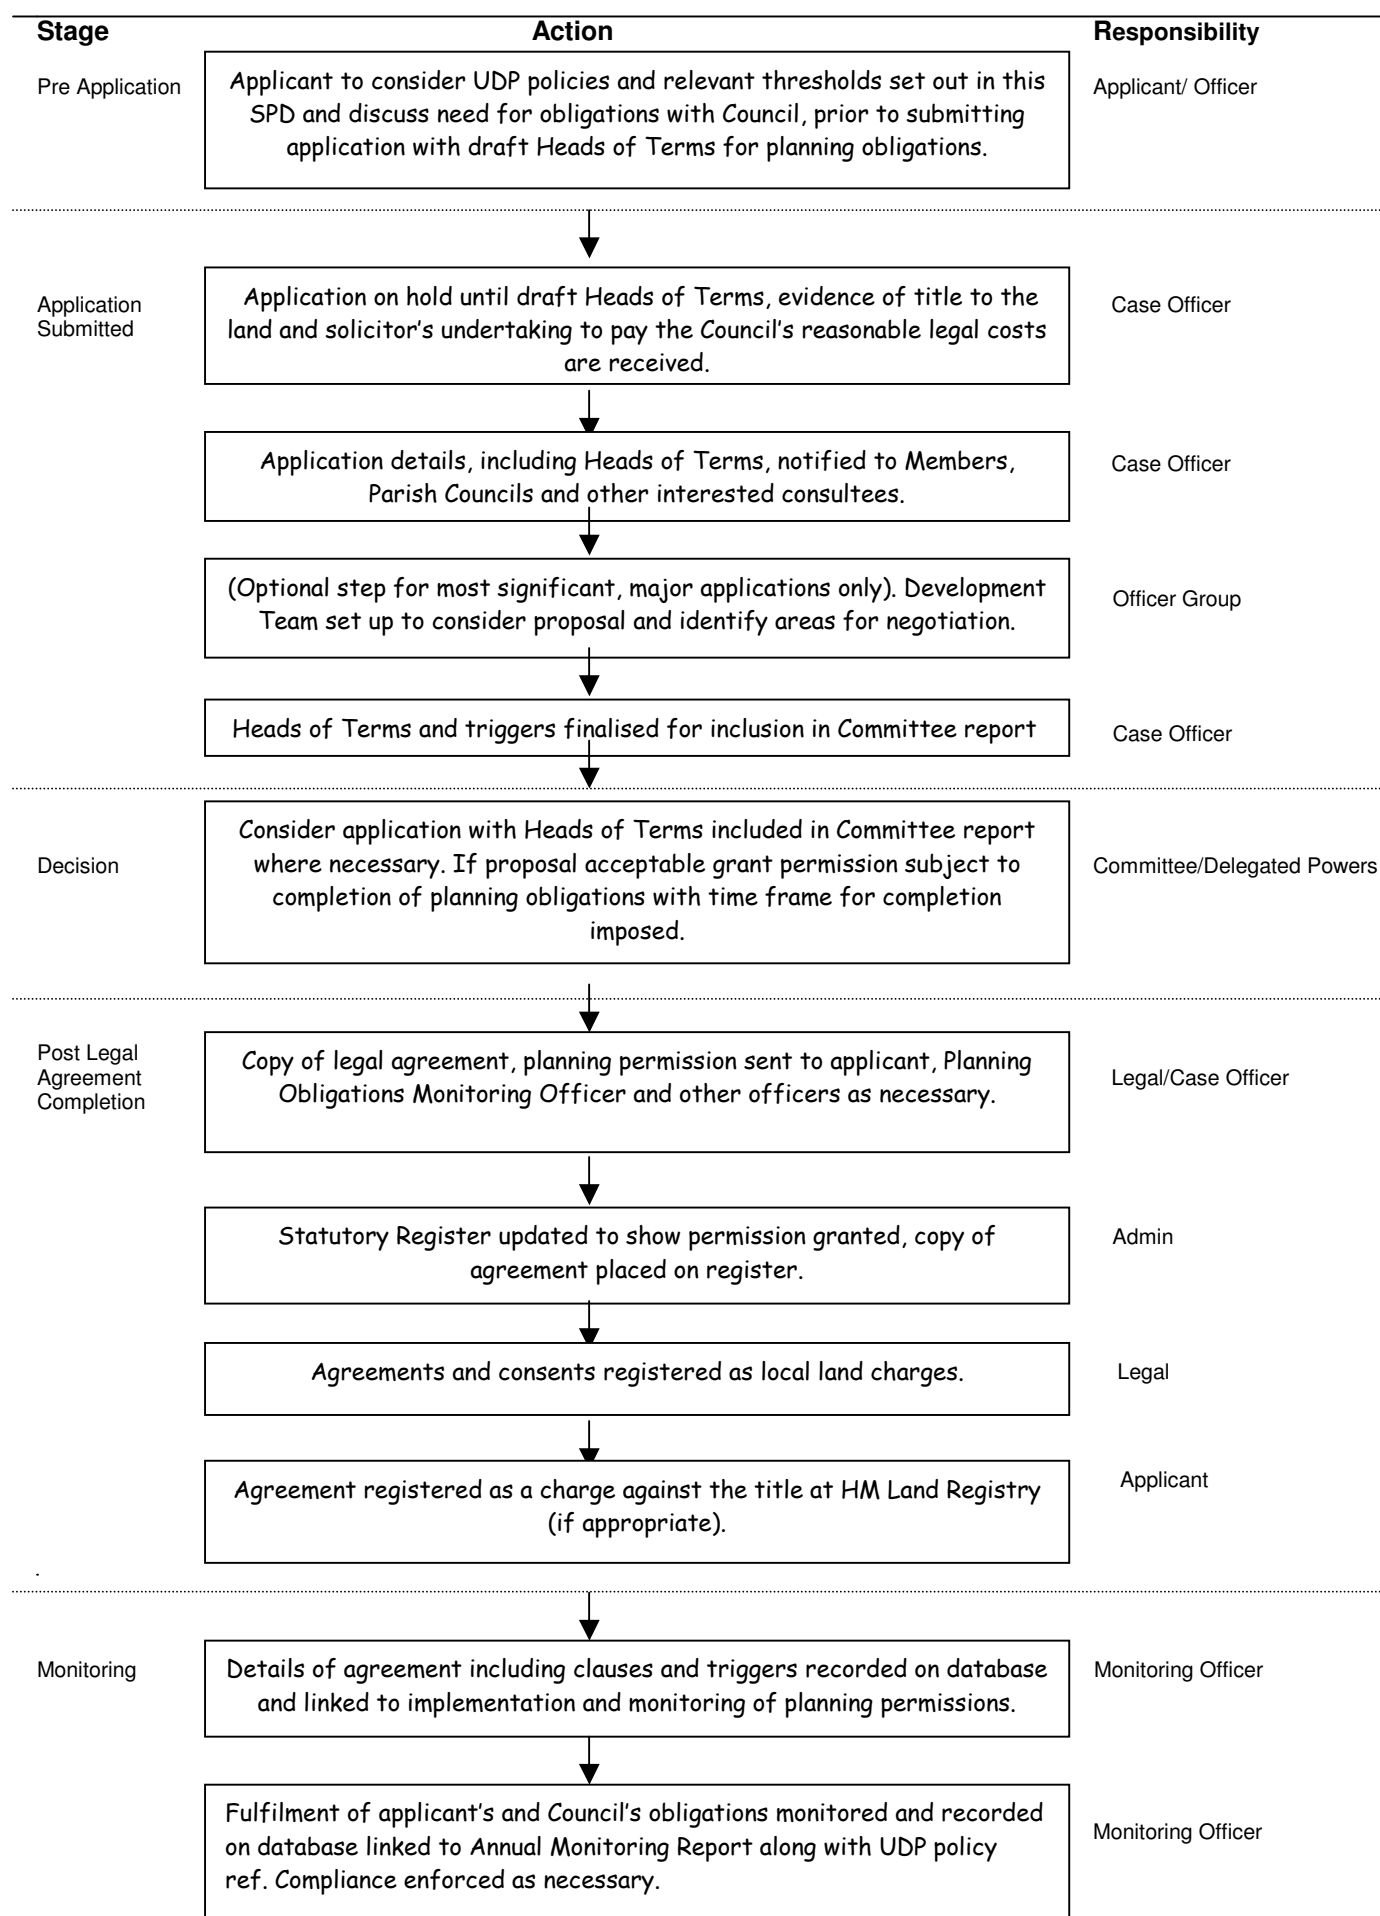 Stage Action Responsibility
Pre Application
Applicant to consider UDP policies and relevant thresholds set out in this
SPD and discuss need for obligations with Council, prior to submitting
application with draft Heads of Terms for planning obligations.
Applicant/ Officer
Application
Submitted
Application on hold until draft Heads of Terms, evidence of title to the
land and solicitor's undertaking to pay the Council's reasonable legal costs
are received.
Case Officer
Application details, including Heads of Terms, notified to Members,
Parish Councils and other interested consultees.
Case Officer
(Optional step for most significant, major applications only). Development
Team set up to consider proposal and identify areas for negotiation.
Officer Group
Heads of Terms and triggers finalised for inclusion in Committee report
Case Officer
Decision
Consider application with Heads of Terms included in Committee report
where necessary. If proposal acceptable grant permission subject to
completion of planning obligations with time frame for completion
imposed.
Committee/Delegated Powers
Post Legal
Agreement
Completion
Copy of legal agreement, planning permission sent to applicant, Planning
Obligations Monitoring Officer and other officers as necessary.
Legal/Case Officer
Statutory Register updated to show permission granted, copy of
agreement placed on register.
Admin
Agreements and consents registered as local land charges.
Legal
Agreement registered as a charge against the title at HM Land Registry
(if appropriate).
Applicant
.
Monitoring
Details of agreement including clauses and triggers recorded on database
and linked to implementation and monitoring of planning permissions.
Monitoring Officer
Fulfilment of applicant's and Council's obligations monitored and recorded
on database linked to Annual Monitoring Report along with UDP policy
ref. Compliance enforced as necessary.
Monitoring Officer